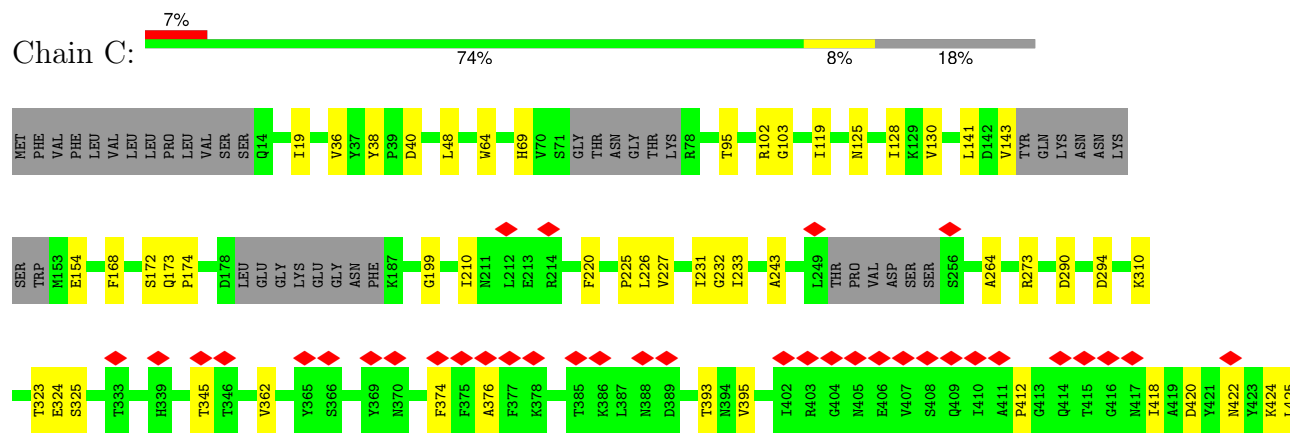 7%
Chain C:
74% 8% 18%
MET PHE VAL PHE LEU VAL LEU LEU PRO LEU VAL SER SER Q14 I19 V36 Y37 Y38 P39 D40 L48 W64 H69 V70 S71 GLY THR ASN GLY THR LYS R78 T95 R102 G103 I119 N125 I128 K129 V130 L141 D142 V143 TYR GLN LYS ASN ASN LYS
SER TRP M153 E154 F168 S172 Q173 P174 D178 LEU GLU GLY LYS GLU GLY ASN PHE K187 G199 I210 N211 L212 E213 R214 F220 P225 L226 V227 I231 G232 I233 A243 L249 THR PRO VAL ASP SER SER S256 A264 R273 D290 D294 K310
T323 E324 S325 T333 H339 T345 T346 V362 Y365 S366 Y369 N370 F374 F375 A376 F377 K378 T385 K386 L387 N388 D389 T393 N394 V395 I402 R403 G404 N405 E406 V407 S408 Q409 I410 A411 P412 G413 Q414 T415 G416 N417 I418 A419 D420 Y421 N422 Y423 K424 L425